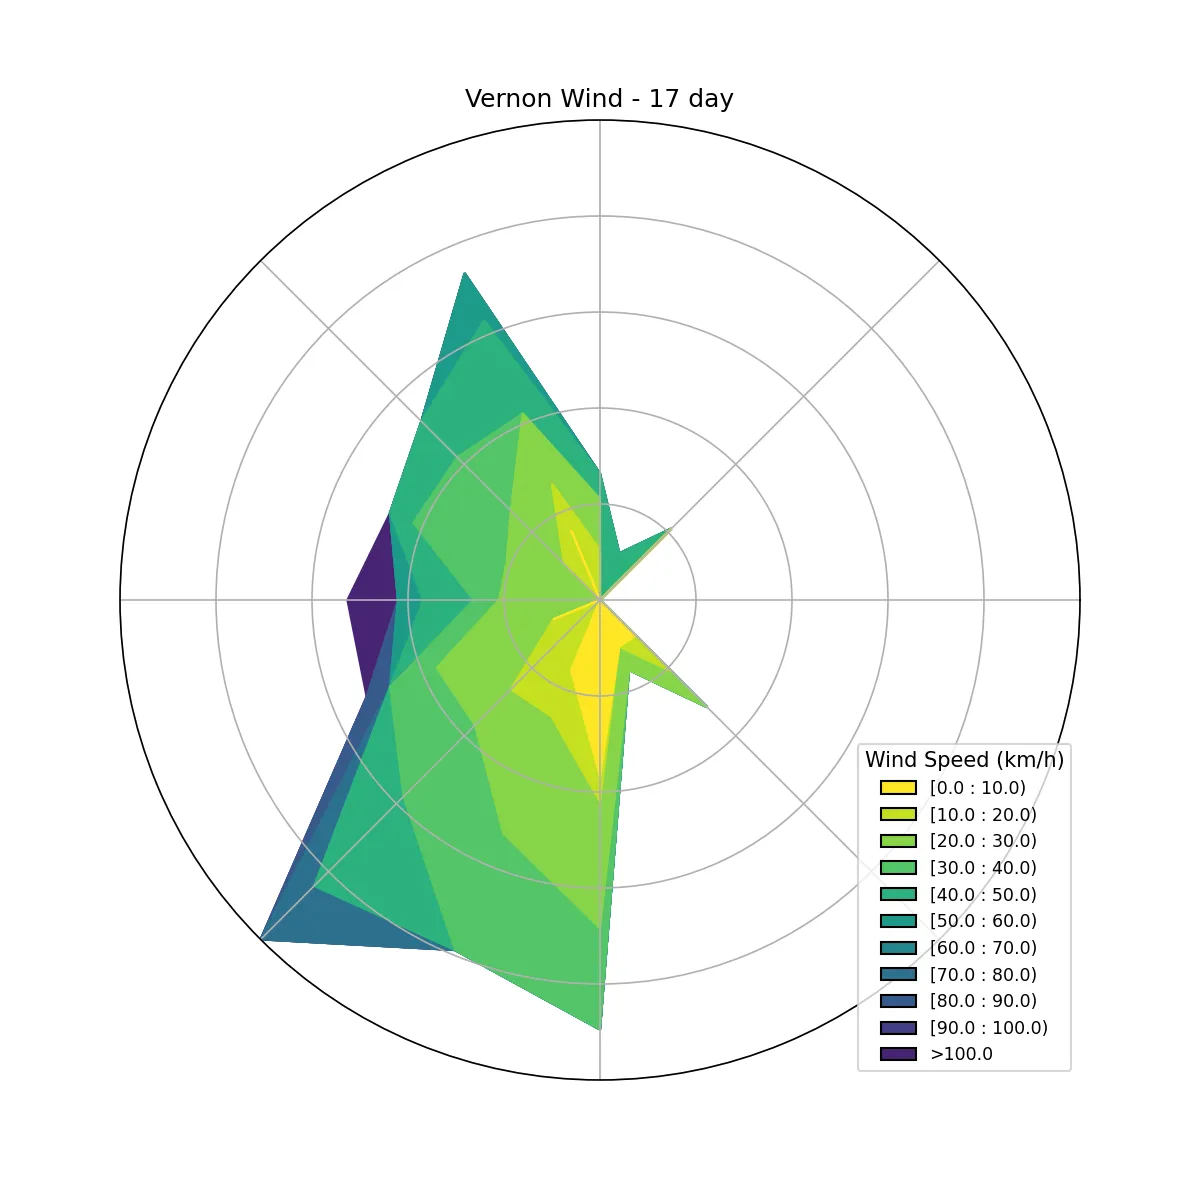 Vernon Wind - 17 day
Wind Speed (km/h)
[0.0 : 10.0)
[10.0 : 20.0)
[20.0 : 30.0)
[30.0 : 40.0)
[40.0 : 50.0)
[50.0 : 60.0)
[60.0 : 70.0)
[70.0 : 80.0)
[80.0 : 90.0)
[90.0 : 100.0)
>100.0